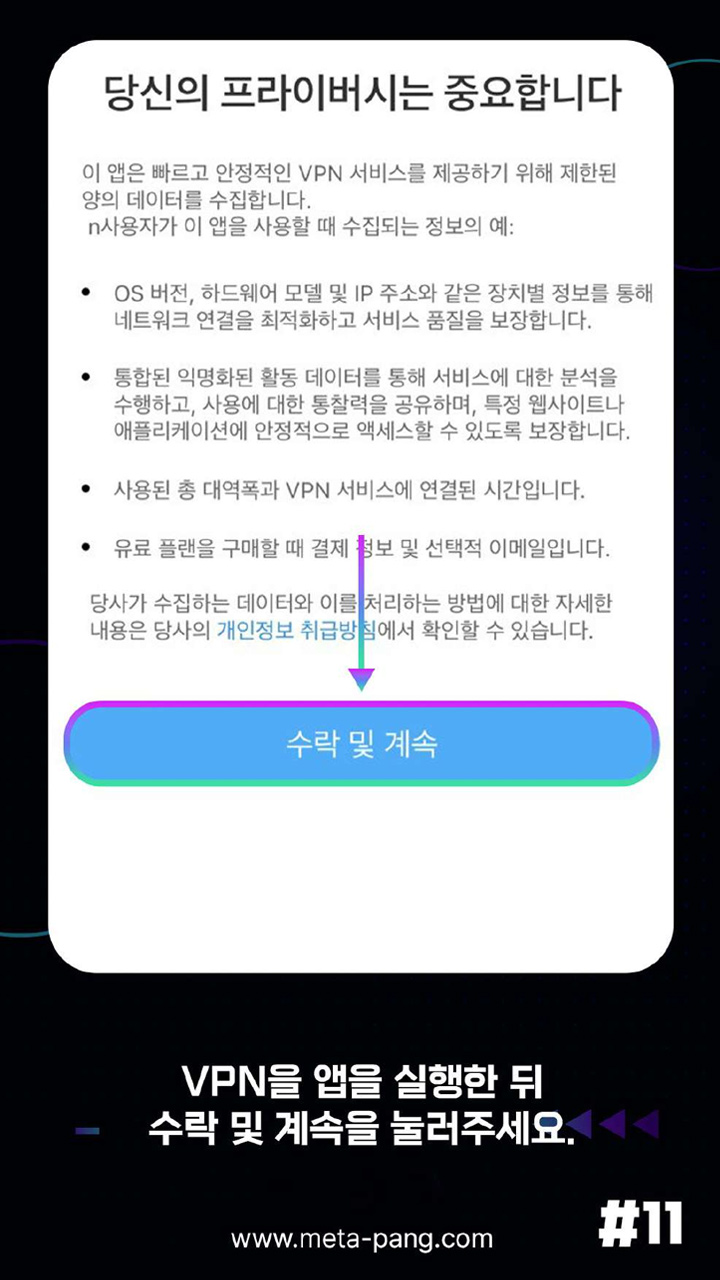 당신의 프라이버시는 중요합니다
이 앱은 빠르고 안정적인 VPN 서비스를 제공하기 위해 제한된
양의 데이터를 수집합니다.
n사용자가 이 앱을 사용할 때 수집되는 정보의 예:
• OS 버전, 하드웨어 모델 및 IP 주소와 같은 장치별 정보를 통해
네트워크 연결을 최적화하고 서비스 품질을 보장합니다.
• 통합된 익명화된 활동 데이터를 통해 서비스에 대한 분석을
수행하고, 사용에 대한 통찰력을 공유하며, 특정 웹사이트나
애플리케이션에 안정적으로 액세스할 수 있도록 보장합니다.
• 사용된 총 대역폭과 VPN 서비스에 연결된 시간입니다.
• 유료 플랜을 구매할 때 결제 정보 및 선택적 이메일입니다.
당사가 수집하는 데이터와 이를 처리하는 방법에 대한 자세한
내용은 당사의 개인정보 취급방침에서 확인할 수 있습니다.
수락 및 계속
VPN을 앱을 실행한 뒤
수락 및 계속을 눌러주세요.
#11
www.meta-pang.com